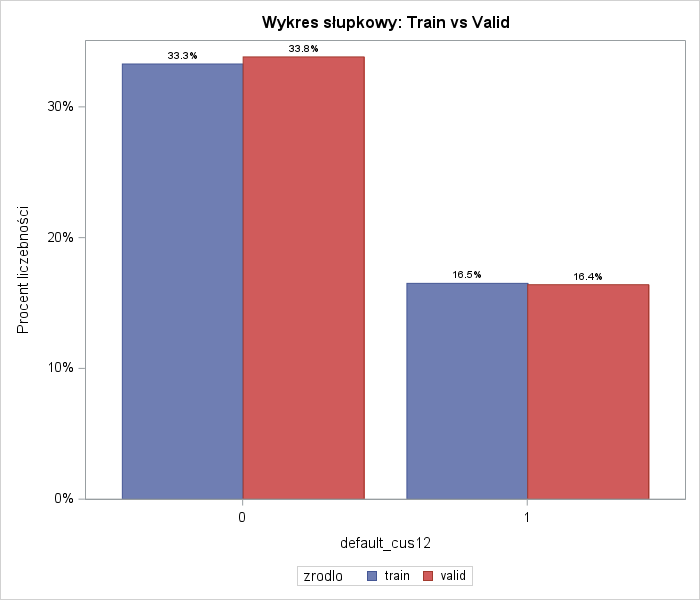 Wykres słupkowy: Train vs Valid
33.3%
33.8%
16.5%
16.4%
30%
20%
10%
0%
Procent liczebności
0
1
default_cus12
zrodlo train valid